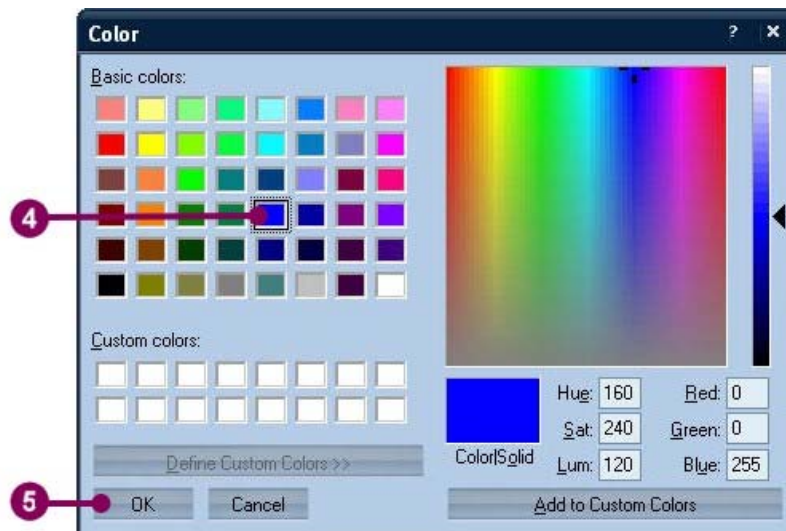 Color ? ×
Basic colors:
4
Custom colors:
Define Custom Colors >>
5
OK Cancel
Color|Solid
Hue: 160 Red: 0
Sat: 240 Green: 0
Lum: 120 Blue: 255
Add to Custom Colors